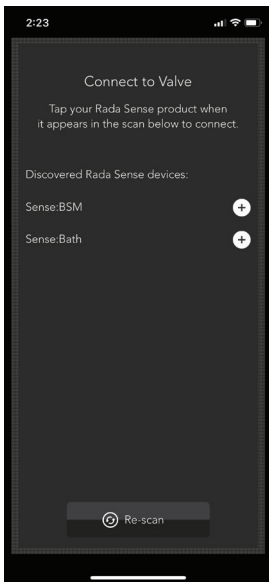 2:23
Connect to Valve
Tap your Rada Sense product when
it appears in the scan below to connect.
Discovered Rada Sense devices:
Sense:BSM
Sense:Bath
Re-scan